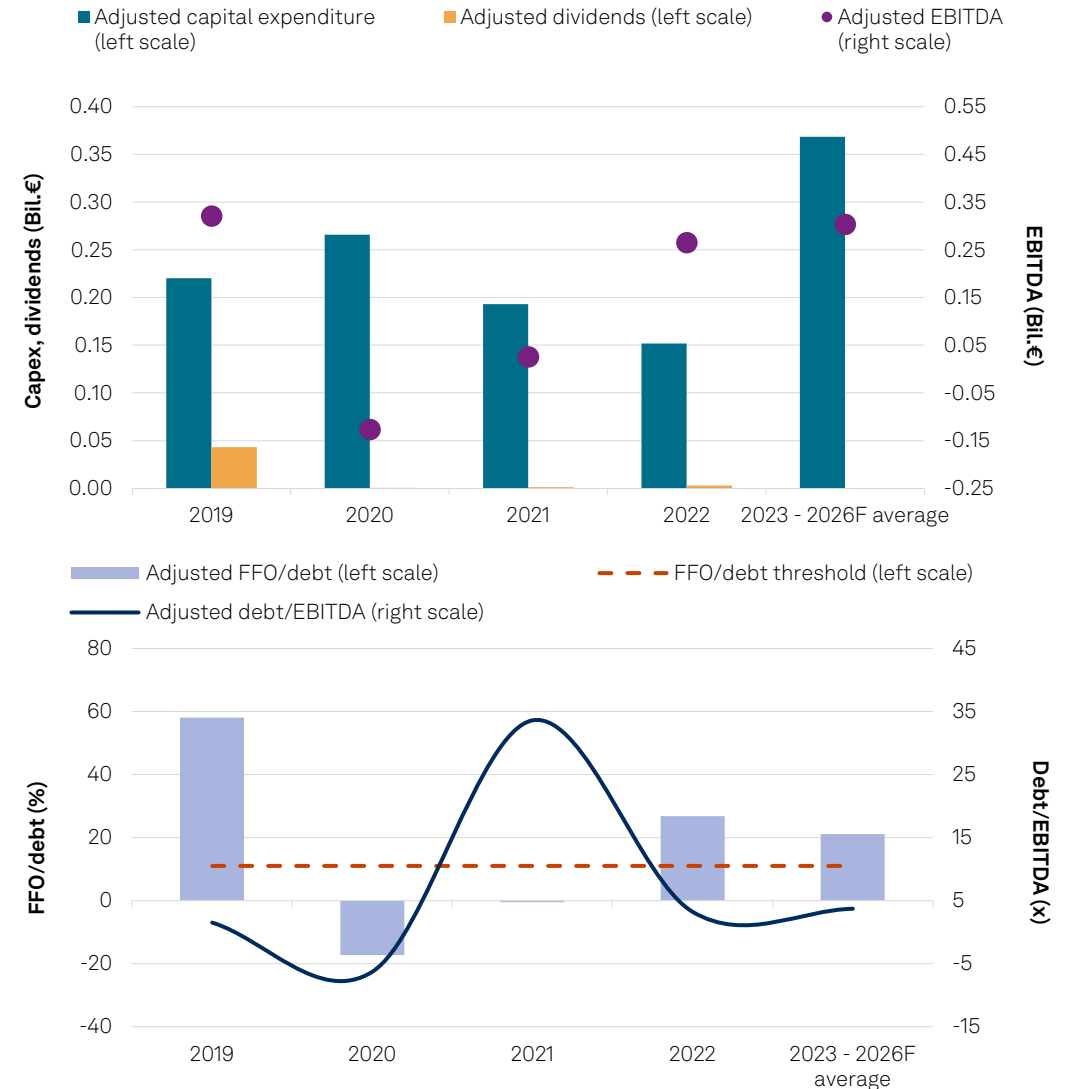 Adjusted capital expenditure
(left scale)
Adjusted dividends (left scale)
Adjusted EBITDA
(right scale)
Capex, dividends (Bil.€)
0.40
0.35
0.30
0.25
0.20
0.15
0.10
0.05
0.00
0.55
0.45
0.35
0.25
0.15
0.05
-0.05
-0.15
-0.25
EBITDA (Bil.€)
2019
2020
2021
2022
2023 - 2026F average
Adjusted FFO/debt (left scale)
FFO/debt threshold (left scale)
Adjusted debt/EBITDA (right scale)
FFO/debt (%)
80
60
40
20
0
-20
-40
45
35
25
15
5
-5
-15
Debt/EBITDA (x)
2019
2020
2021
2022
2023 - 2026F
average